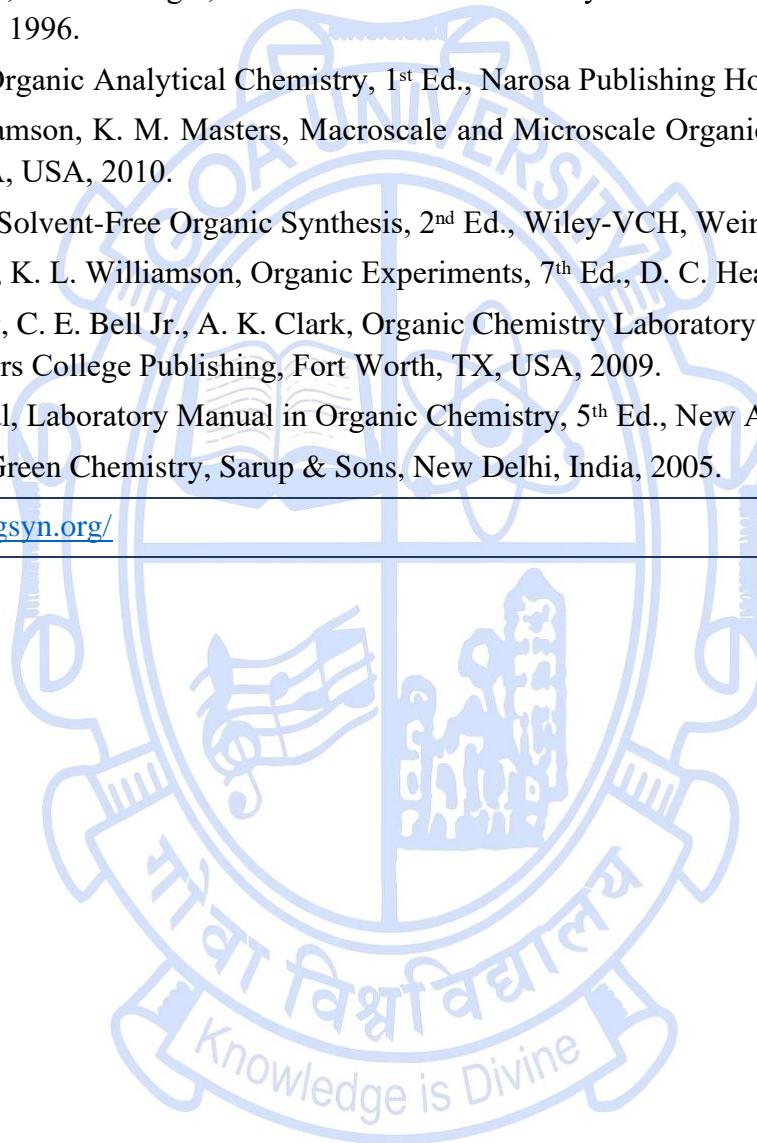 1996.
Organic Analytical Chemistry, 1st Ed., Narosa Publishing Ho
amson, K. M. Masters, Macroscale and Microscale Organic
A, USA, 2010.
Solvent-Free Organic Synthesis, 2nd Ed., Wiley-VCH, Wein
, K. L. Williamson, Organic Experiments, 7th Ed., D. C. Hea
, C. E. Bell Jr., A. K. Clark, Organic Chemistry Laboratory
rs College Publishing, Fort Worth, TX, USA, 2009.
l, Laboratory Manual in Organic Chemistry, 5th Ed., New A
Green Chemistry, Sarup & Sons, New Delhi, India, 2005.
gsyn.org/
GOA UNIVERSITY
गोंवा विश्वविद्यालय
Knowledge is Divine